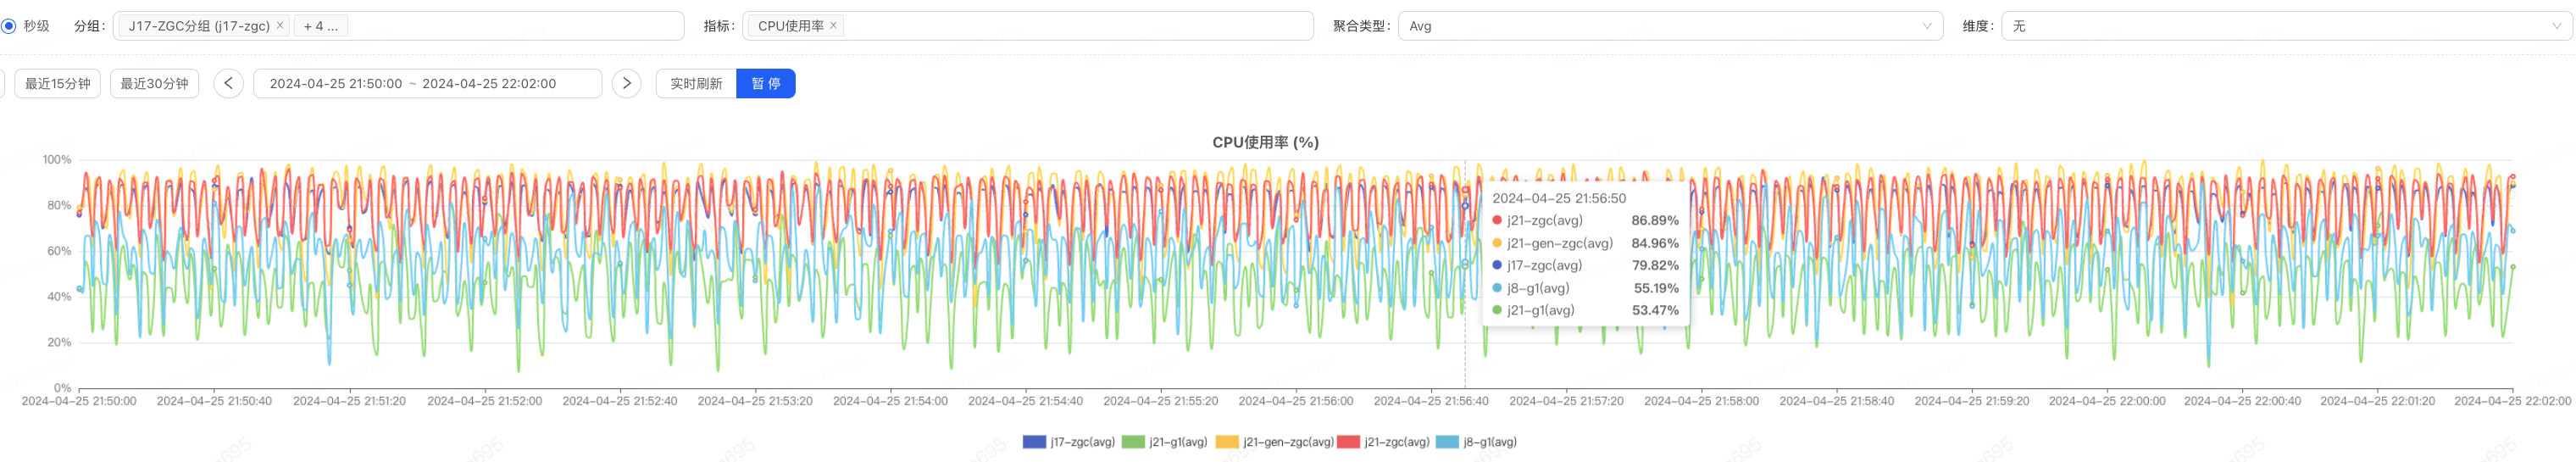 秒级 分组: J17-ZGC分组 (j17-zgc) × + 4 ... 指标: CPU使用率 × 聚合类型: Avg 维度: 无
最近15分钟 最近30分钟 < 2024-04-25 21:50:00 ~ 2024-04-25 22:02:00 > 实时刷新 暂 停
CPU使用率 (%)
100%
80%
60%
40%
20%
0%
2024-04-25 21:56:50
j21-zgc(avg) 86.89%
j21-gen-zgc(avg) 84.96%
j17-zgc(avg) 79.82%
j8-g1(avg) 55.19%
j21-g1(avg) 53.47%
2024-04-25 21:50:00 2024-04-25 21:50:40 2024-04-25 21:51:20 2024-04-25 21:52:00 2024-04-25 21:52:40 2024-04-25 21:53:20 2024-04-25 21:54:00 2024-04-25 21:54:40 2024-04-25 21:55:20 2024-04-25 21:56:00 2024-04-25 21:56:40 2024-04-25 21:57:20 2024-04-25 21:58:00 2024-04-25 21:58:40 2024-04-25 21:59:20 2024-04-25 22:00:00 2024-04-25 22:00:40 2024-04-25 22:01:20 2024-04-25 22:02:00
j17-zgc(avg) j21-g1(avg) j21-gen-zgc(avg) j21-zgc(avg) j8-g1(avg)